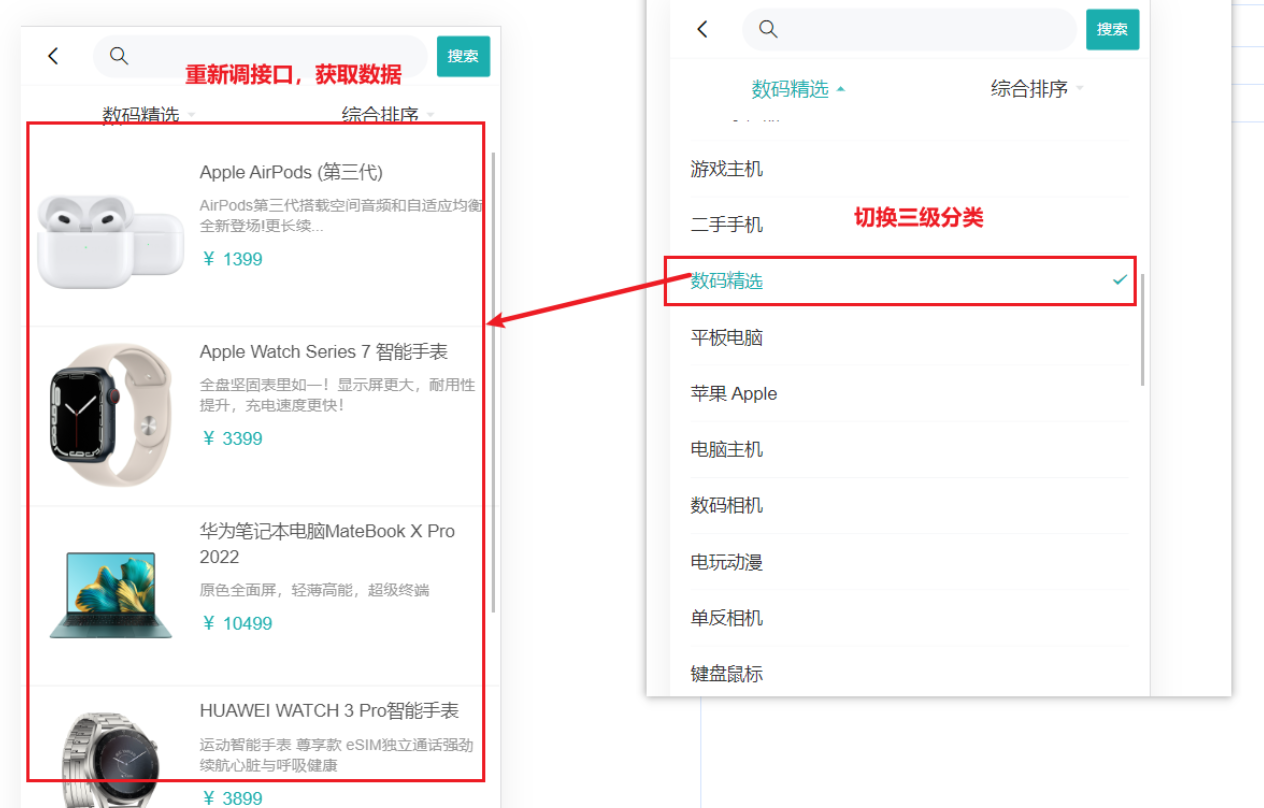 搜索
重新调接口，获取数据
数码精选
综合排序
Apple AirPods (第三代)
AirPods第三代搭载空间音频和自适应均衡
全新登场!更长续...
￥ 1399
Apple Watch Series 7 智能手表
全盘坚固表里如一！显示屏更大，耐用性
提升，充电速度更快！
￥ 3399
华为笔记本电脑MateBook X Pro
2022
原色全面屏，轻薄高能，超级终端
￥ 10499
HUAWEI WATCH 3 Pro智能手表
运动智能手表 尊享款 eSIM独立通话强劲
续航心脏与呼吸健康
￥ 3899
搜索
数码精选
综合排序
游戏主机
二手手机
切换三级分类
数码精选
平板电脑
苹果 Apple
电脑主机
数码相机
电玩动漫
单反相机
键盘鼠标